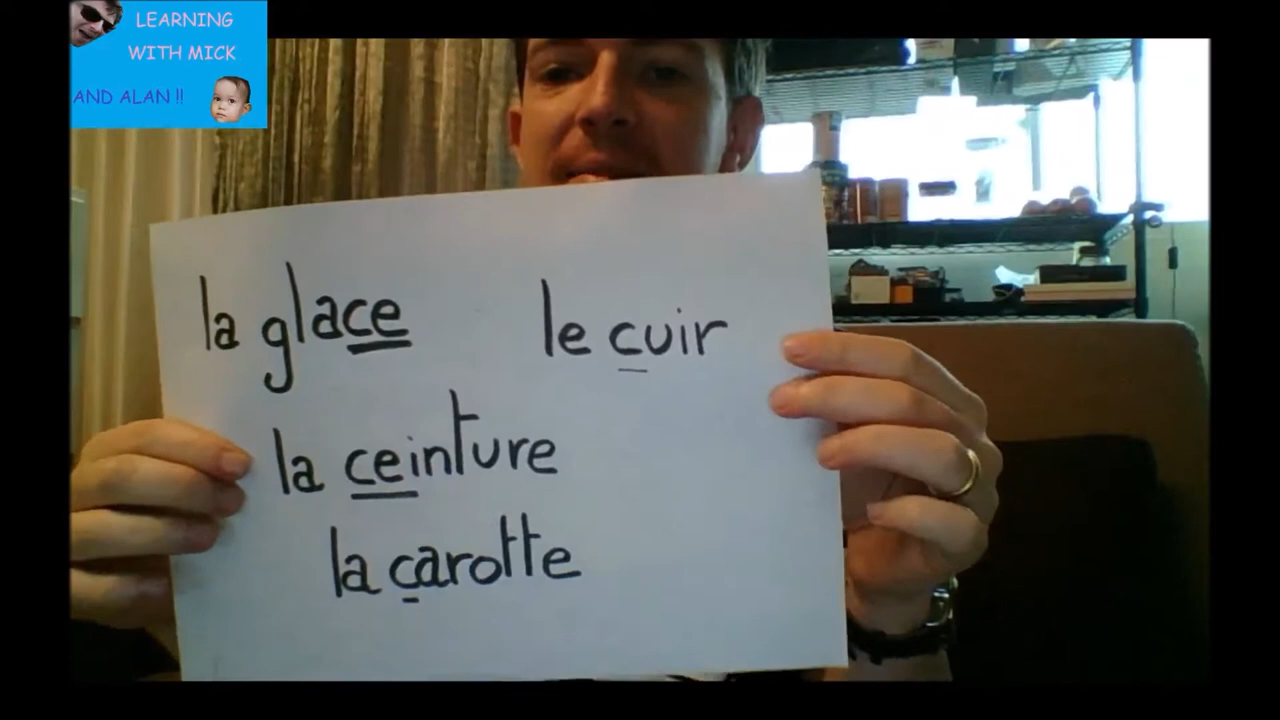 LEARNING
WITH MICK
AND ALAN !!
la glace
le cuir
la ceinture
la carotte